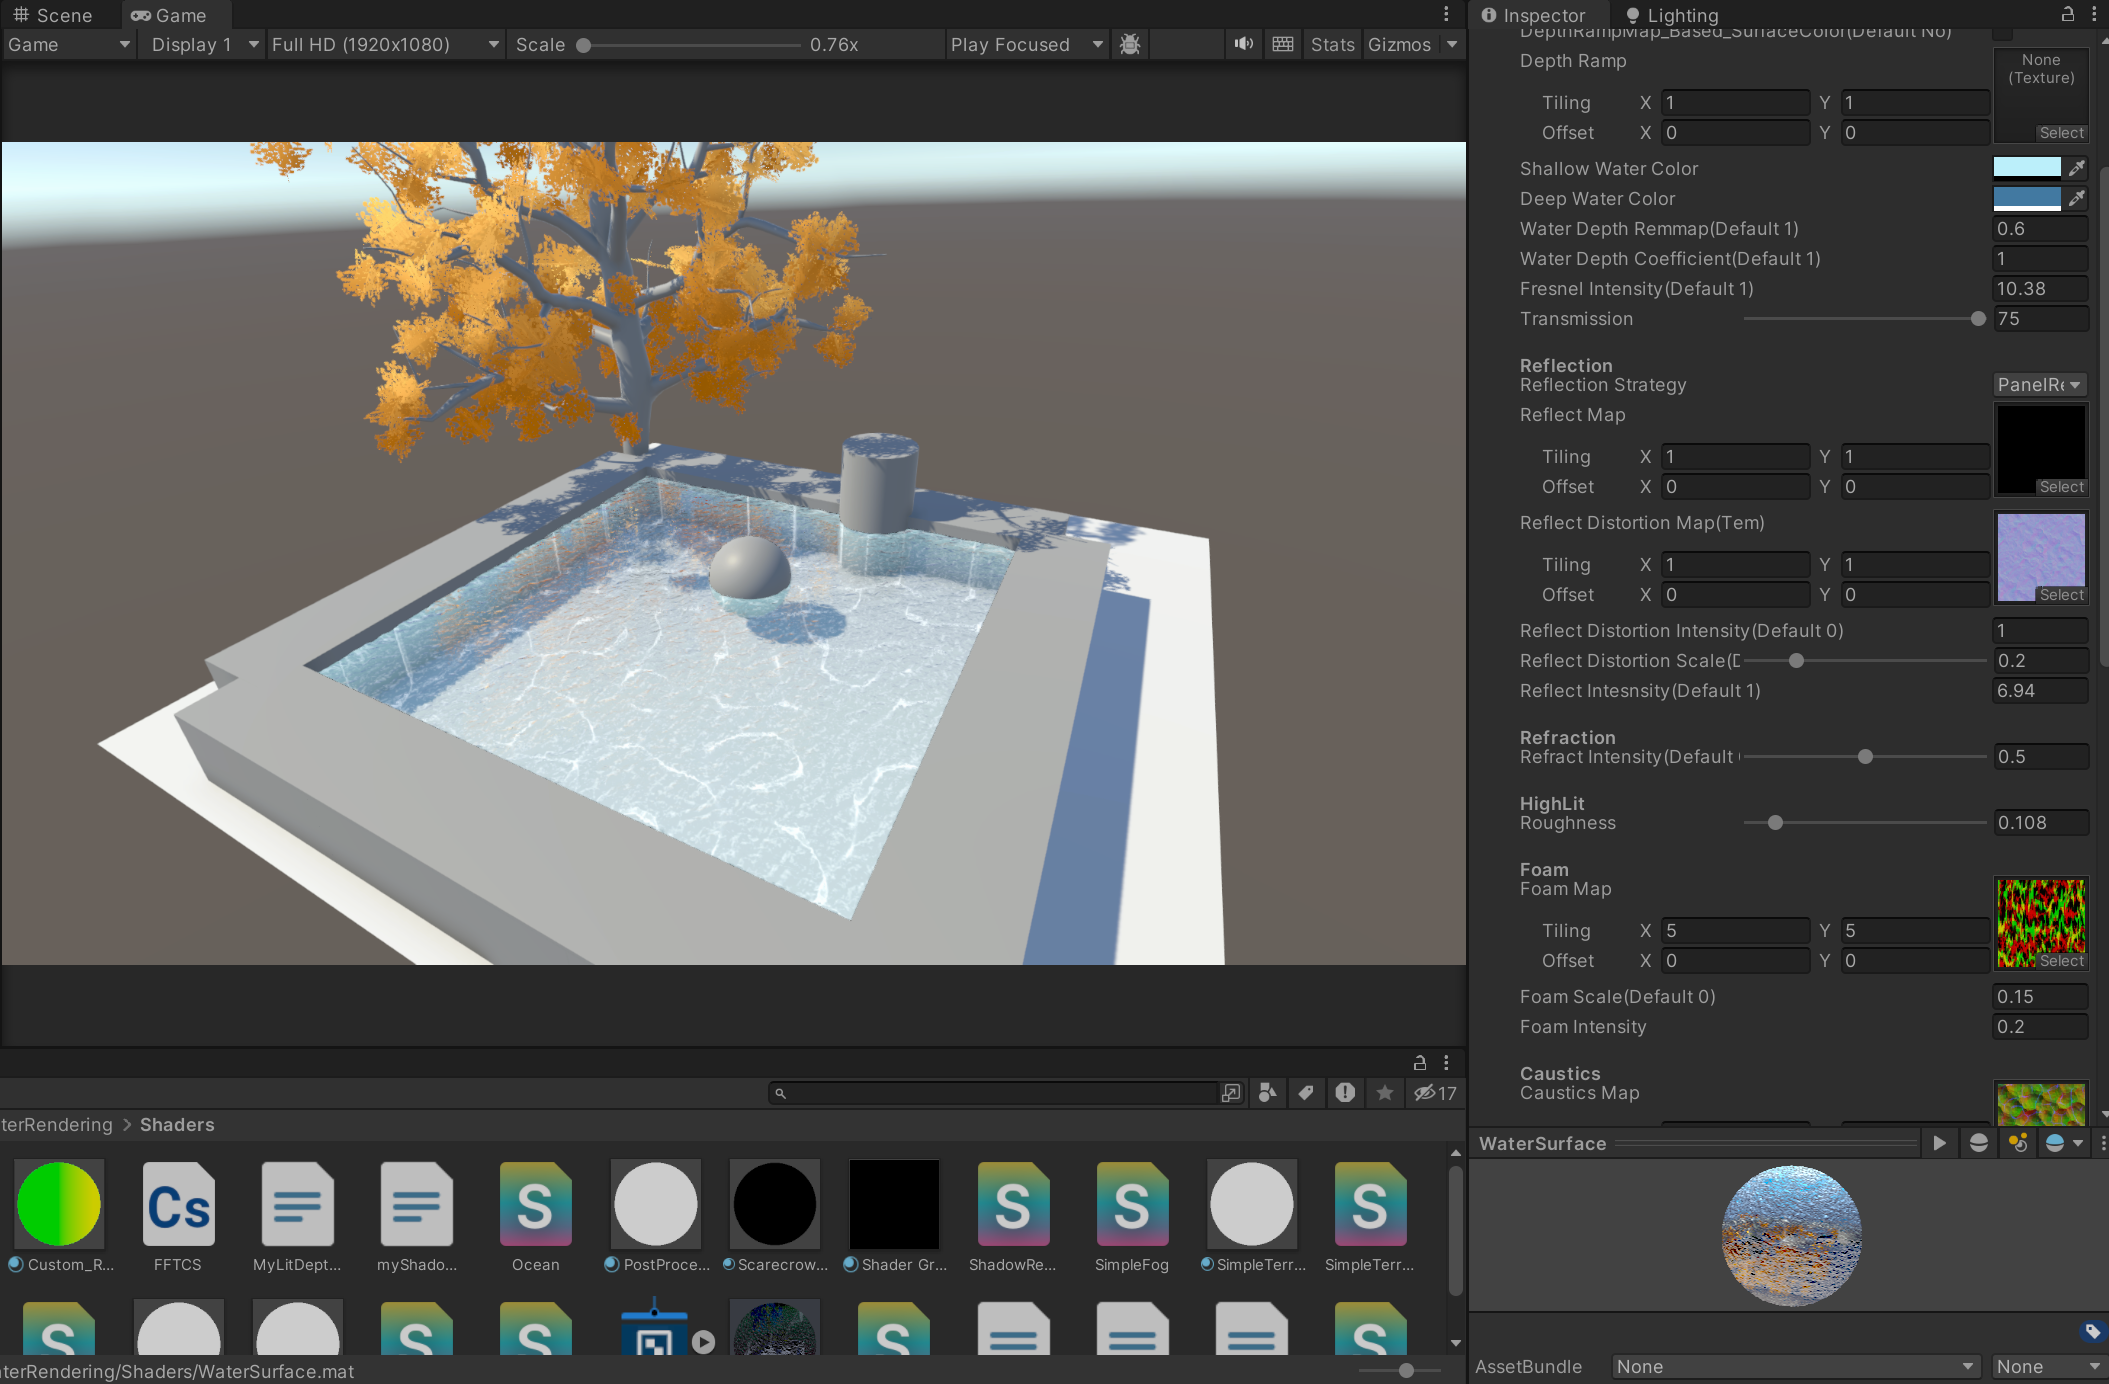 Scene
Game
Game
Display 1
Full HD (1920x1080)
Scale
0.76x
Play Focused
Stats
Gizmos
Inspector
Lighting
DepthRampMap_Based_SurfaceColor(Default No)
Depth Ramp
None
(Texture)
Tiling X 1 Y 1
Offset X 0 Y 0
Select
Shallow Water Color
Deep Water Color
Water Depth Remmap(Default 1) 0.6
Water Depth Coefficient(Default 1) 1
Fresnel Intensity(Default 1) 10.38
Transmission 75
Reflection
Reflection Strategy PanelRe
Reflect Map
Tiling X 1 Y 1
Offset X 0 Y 0
Select
Reflect Distortion Map(Tem)
Tiling X 1 Y 1
Offset X 0 Y 0
Select
Reflect Distortion Intensity(Default 0) 1
Reflect Distortion Scale(D 0.2
Reflect Intesnsity(Default 1) 6.94
Refraction
Refract Intensity(Default 0.5
HighLit
Roughness 0.108
Foam
Foam Map
Tiling X 5 Y 5
Offset X 0 Y 0
Select
Foam Scale(Default 0) 0.15
Foam Intensity 0.2
Caustics
Caustics Map
WaterSurface
AssetBundle None None
17
terRendering > Shaders
Cs
S
S
S
S
S
Custom_R...
FFTCS
MyLitDept...
myShado...
Ocean
PostProce...
Scarecrow...
Shader Gr...
ShadowRe...
SimpleFog
SimpleTerr...
SimpleTerr...
S
S
S
S
S
terRendering/Shaders/WaterSurface.mat